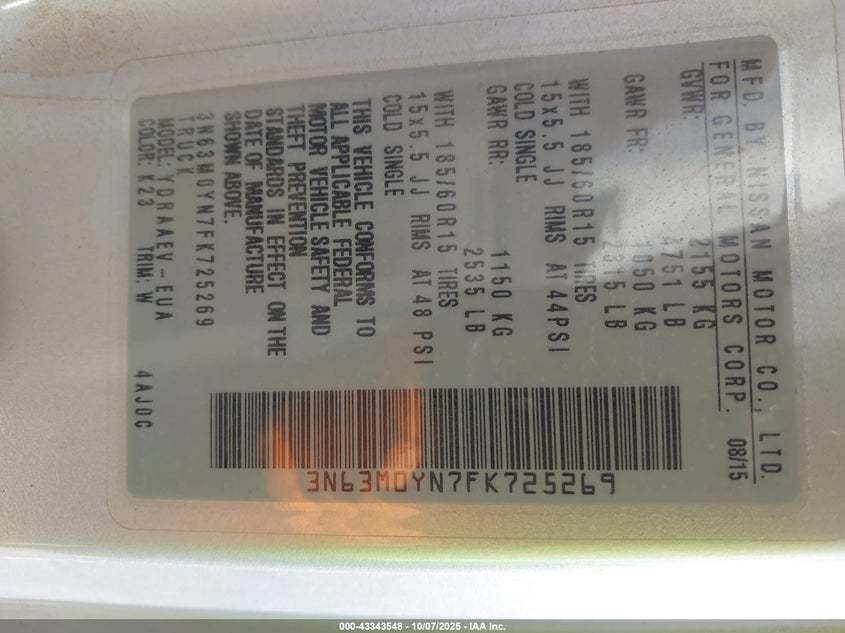 MFD. BY NISSAN MOTOR CO., LTD.
FOR GENERAL MOTORS CORP. 08/15
GVWR: 2155 KG
4751 LB
GAWR FR: 1050 KG
2315 LB
WITH 185/60R15 TIRES
15x5.5 JJ RIMS AT 44PSI
COLD SINGLE
GAWR RR: 1150 KG
2535 LB
WITH 185/60R15 TIRES
15x5.5 JJ RIMS AT 48 PSI
COLD SINGLE
THIS VEHICLE CONFORMS TO
ALL APPLICABLE FEDERAL
MOTOR VEHICLE SAFETY AND
THEFT PREVENTION
STANDARDS IN EFFECT ON THE
DATE OF MANUFACTURE
SHOWN ABOVE.
3N63M0YN7FK725269
TRUCK
MODEL: YDRAAEV-EUA
COLOR: K23 TRIM: W 4AJ0C
3N63M0YN7FK725269
000-43343548 - 10/07/2025 - IAA Inc.